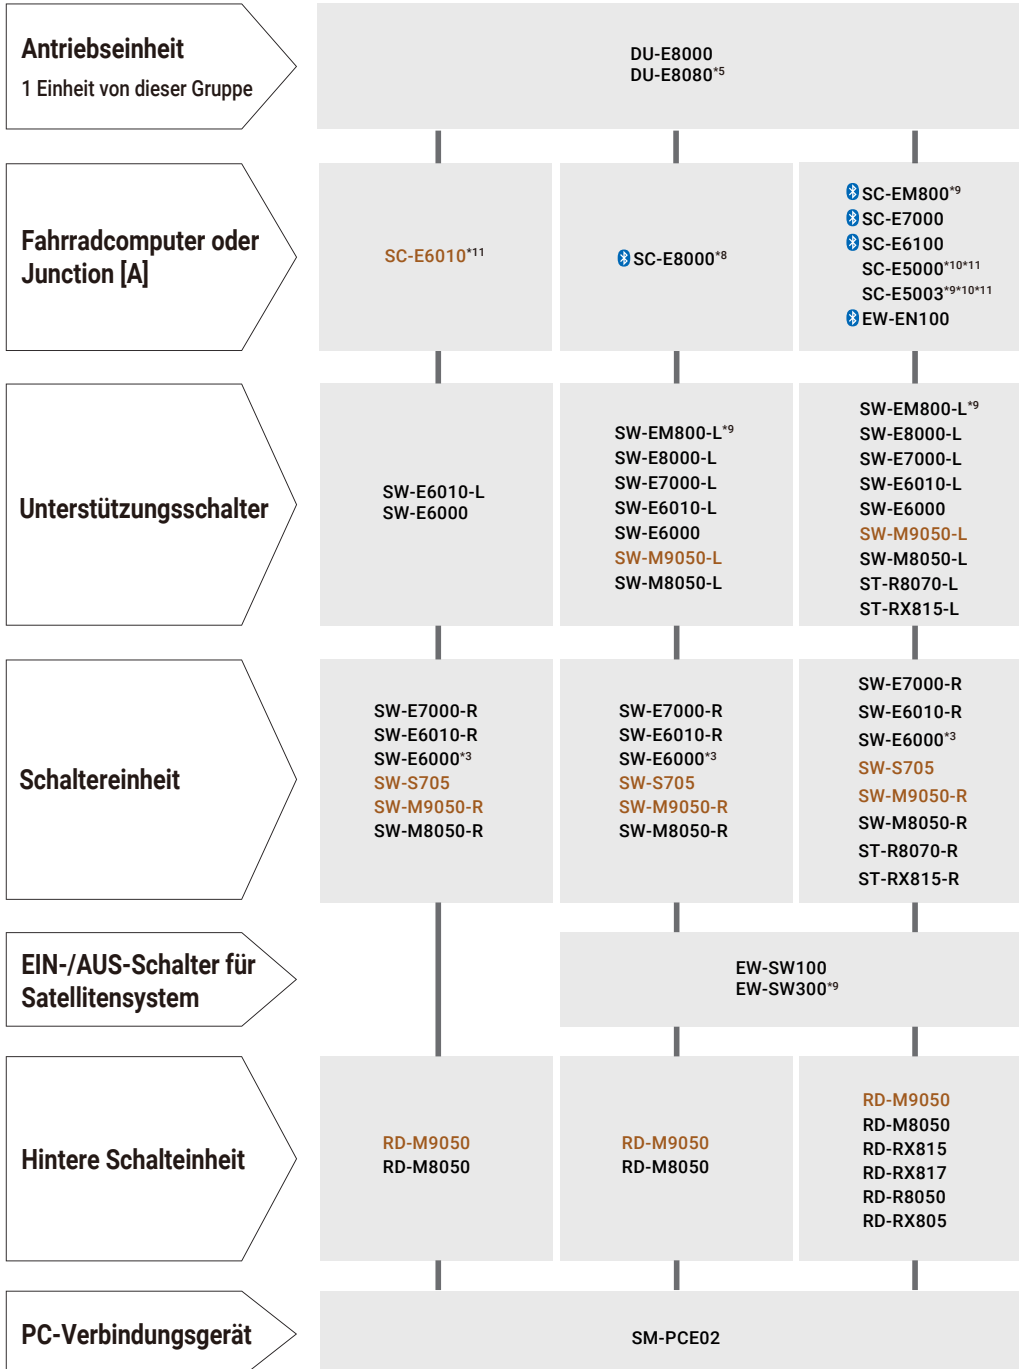 Antriebseinheit
1 Einheit von dieser Gruppe
DU-E8000
DU-E8080*5
Fahrradcomputer oder
Junction [A]
SC-E6010*11
SC-E8000*8
SC-EM800*9
SC-E7000
SC-E6100
SC-E5000*10*11
SC-E5003*9*10*11
EW-EN100
Unterstützungsschalter
SW-E6010-L
SW-E6000
SW-EM800-L*9
SW-E8000-L
SW-E7000-L
SW-E6010-L
SW-E6000
SW-M9050-L
SW-M8050-L
SW-EM800-L*9
SW-E8000-L
SW-E7000-L
SW-E6010-L
SW-E6000
SW-M9050-L
SW-M8050-L
ST-R8070-L
ST-RX815-L
Schaltereinheit
SW-E7000-R
SW-E6010-R
SW-E6000*3
SW-S705
SW-M9050-R
SW-M8050-R
SW-E7000-R
SW-E6010-R
SW-E6000*3
SW-S705
SW-M9050-R
SW-M8050-R
SW-E7000-R
SW-E6010-R
SW-E6000*3
SW-S705
SW-M9050-R
SW-M8050-R
ST-R8070-R
ST-RX815-R
EIN-/AUS-Schalter für
Satellitensystem
EW-SW100
EW-SW300*9
Hintere Schalteinheit
RD-M9050
RD-M8050
RD-M9050
RD-M8050
RD-M9050
RD-M8050
RD-RX815
RD-RX817
RD-R8050
RD-RX805
PC-Verbindungsgerät
SM-PCE02